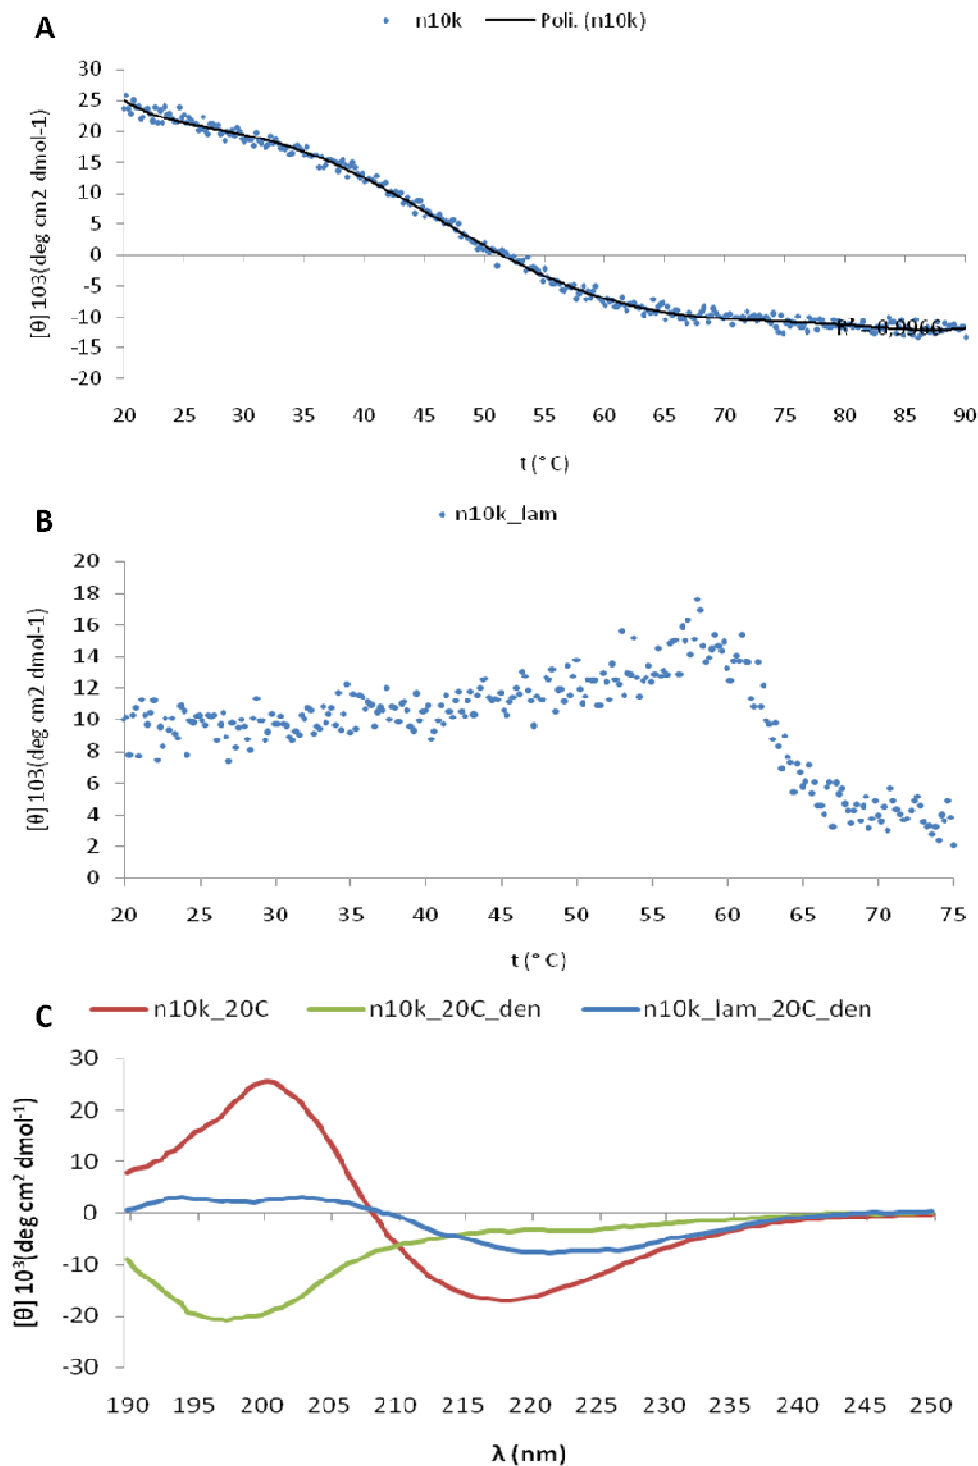 A
n10k Poli. (n10k)
30
25
20
15
10
5
0
-5
-10
-15
-20
[θ] 103(deg cm2 dmol-1)
R² = 0,9966
20 25 30 35 40 45 50 55 60 65 70 75 80 85 90
t (° C)
B
n10k_lam
20
18
16
14
12
10
8
6
4
2
0
[θ] 103(deg cm2 dmol-1)
20 25 30 35 40 45 50 55 60 65 70 75
t (° C)
C
n10k_20C n10k_20C_den n10k_lam_20C_den
30
20
10
0
-10
-20
-30
[θ] 10³(deg cm² dmol⁻¹)
190 195 200 205 210 215 220 225 230 235 240 245 250
λ (nm)